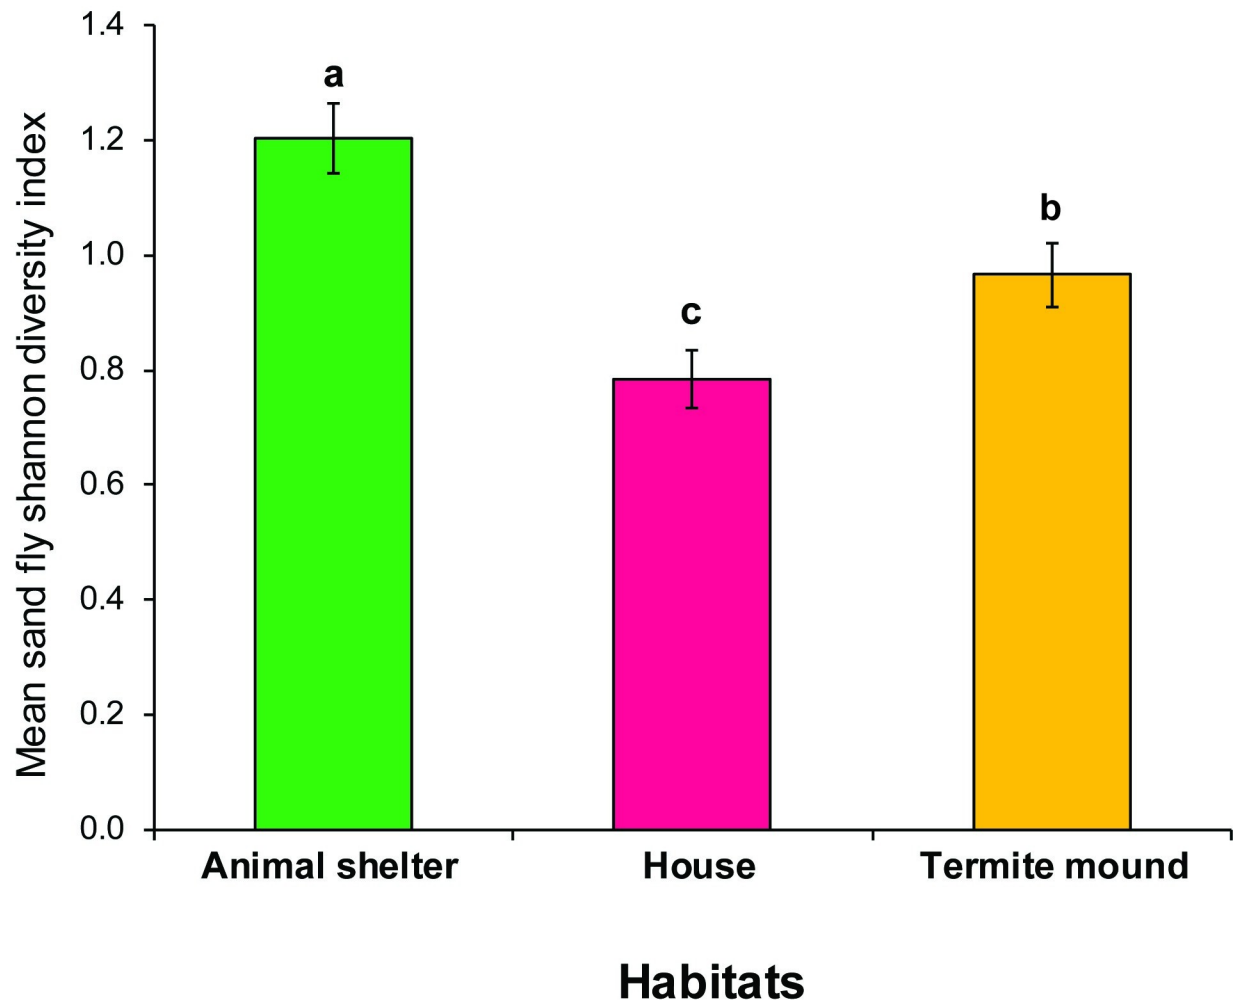 Mean sand fly shannon diversity index
1.4
1.2
1.0
0.8
0.6
0.4
0.2
0.0
a
c
b
Animal shelter House Termite mound
Habitats